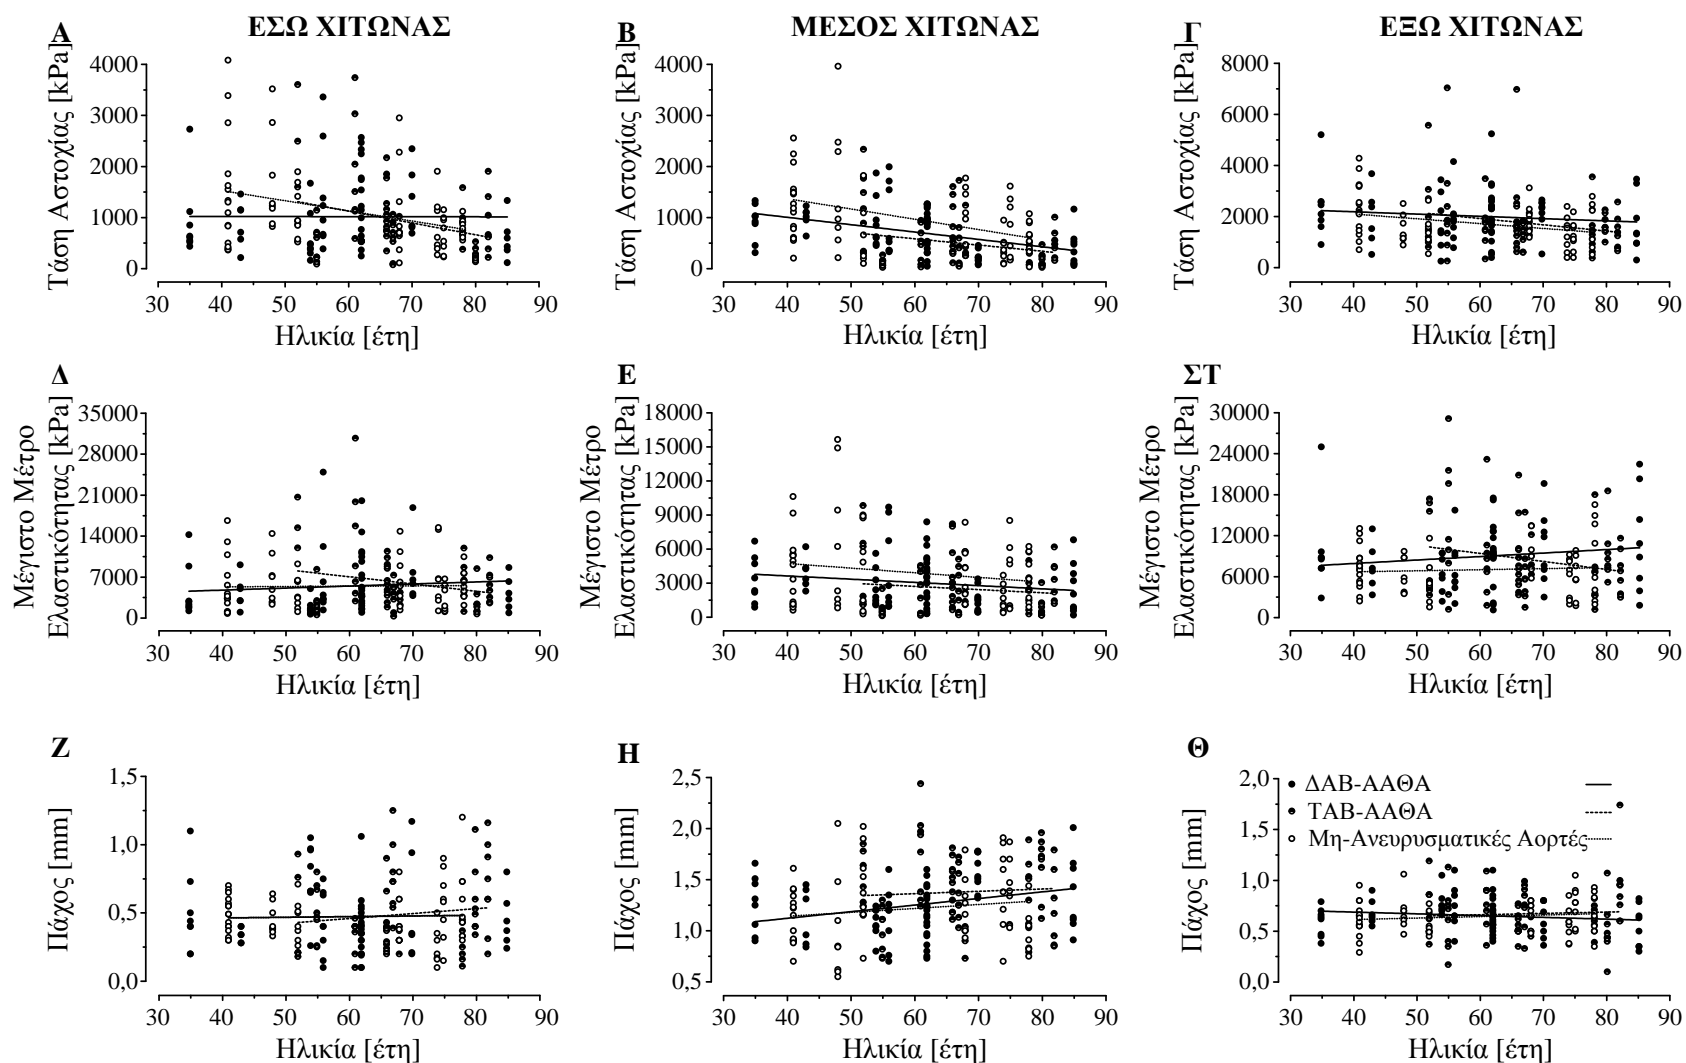 ΕΣΩ ΧΙΤΩΝΑΣ
ΜΕΣΟΣ ΧΙΤΩΝΑΣ
ΕΞΩ ΧΙΤΩΝΑΣ
Α
Τάση Αστοχίας [kPa]
4000
3000
2000
1000
0
30 40 50 60 70 80 90
Ηλικία [έτη]
Β
Τάση Αστοχίας [kPa]
4000
3000
2000
1000
0
30 40 50 60 70 80 90
Ηλικία [έτη]
Γ
Τάση Αστοχίας [kPa]
8000
6000
4000
2000
0
30 40 50 60 70 80 90
Ηλικία [έτη]
Δ
Μέγιστο Μέτρο
Ελαστικότητας [kPa]
35000
28000
21000
14000
7000
0
30 40 50 60 70 80 90
Ηλικία [έτη]
Ε
Μέγιστο Μέτρο
Ελαστικότητας [kPa]
18000
15000
12000
9000
6000
3000
0
30 40 50 60 70 80 90
Ηλικία [έτη]
ΣΤ
Μέγιστο Μέτρο
Ελαστικότητας [kPa]
30000
24000
18000
12000
6000
0
30 40 50 60 70 80 90
Ηλικία [έτη]
Ζ
Πάχος [mm]
1,5
1,0
0,5
0,0
30 40 50 60 70 80 90
Ηλικία [έτη]
Η
Πάχος [mm]
2,5
2,0
1,5
1,0
0,5
30 40 50 60 70 80 90
Ηλικία [έτη]
Θ
Πάχος [mm]
2,0
1,5
1,0
0,5
0,0
ΔΑΒ-ΑΑΘΑ
ΤΑΒ-ΑΑΘΑ
Μη-Ανευρυσματικές Αορτές
30 40 50 60 70 80 90
Ηλικία [έτη]